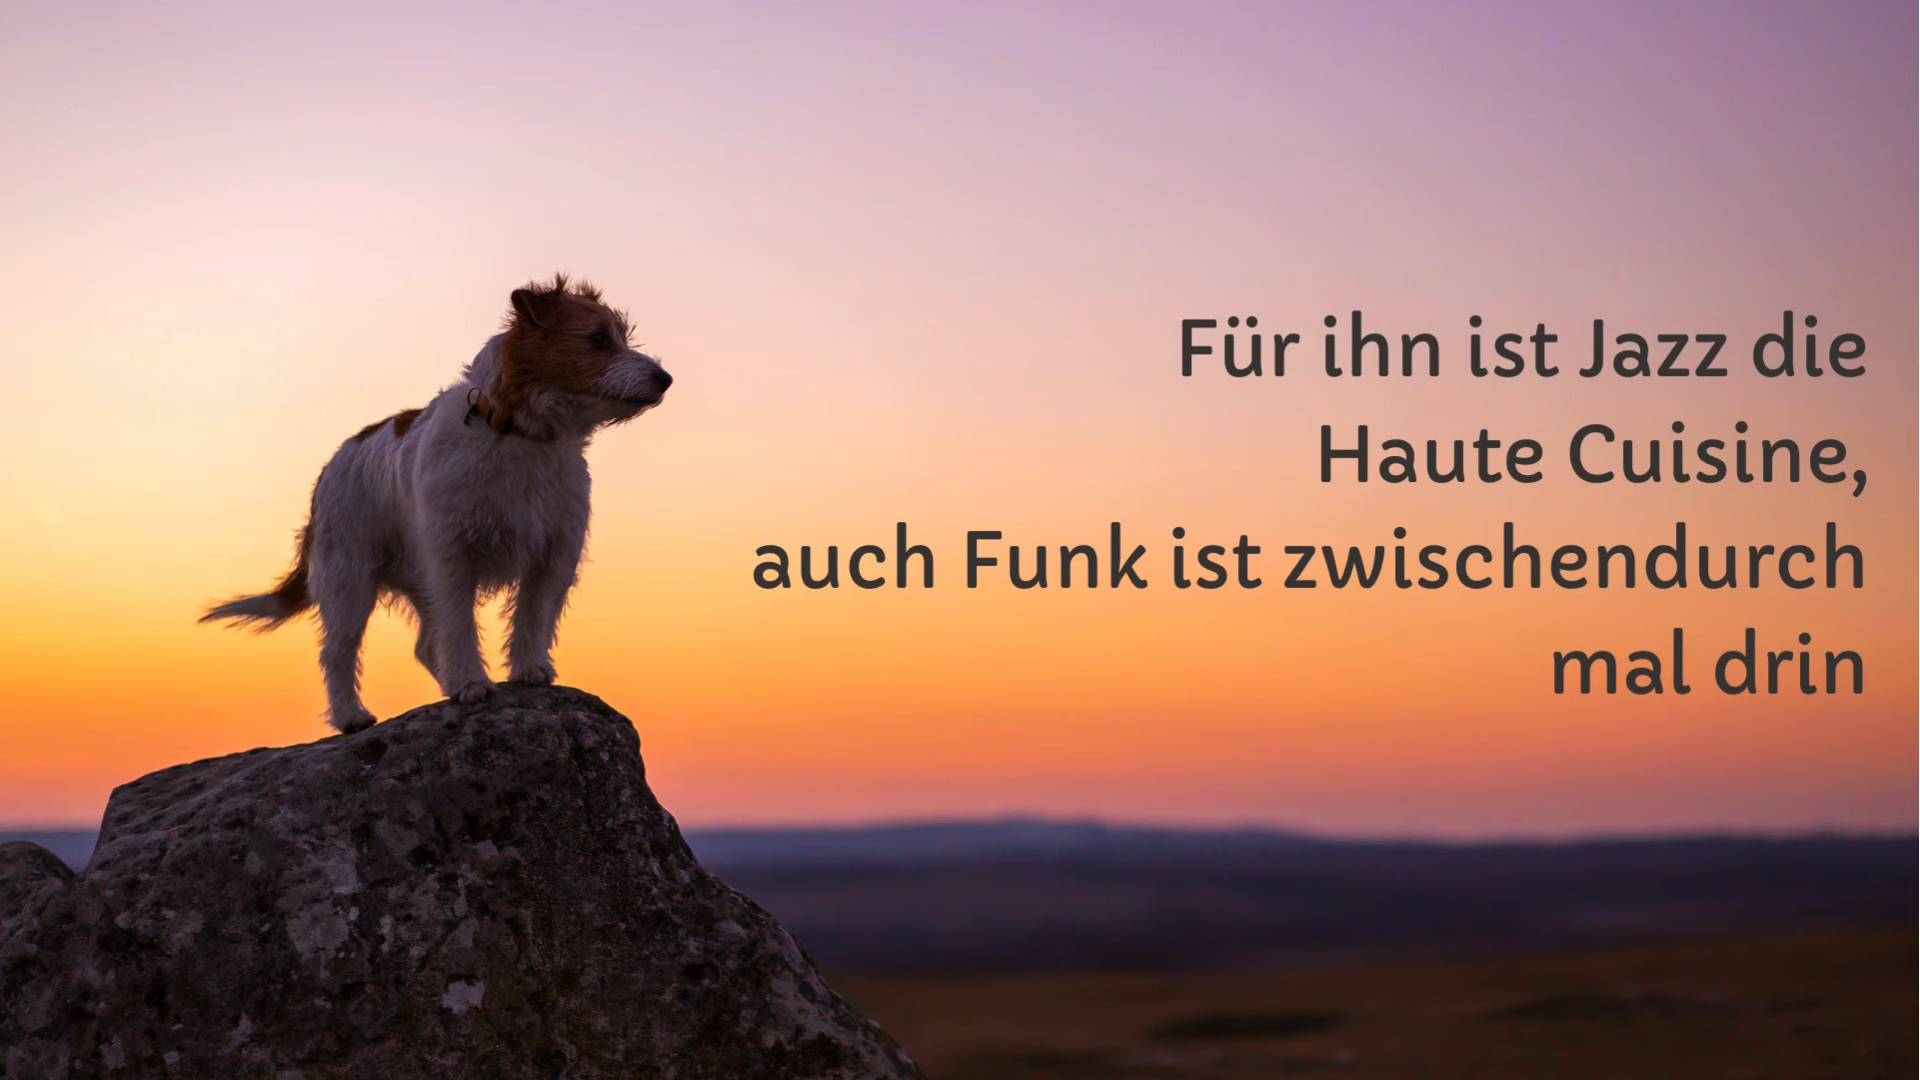 Für ihn ist Jazz die
Haute Cuisine,
auch Funk ist zwischendurch
mal drin